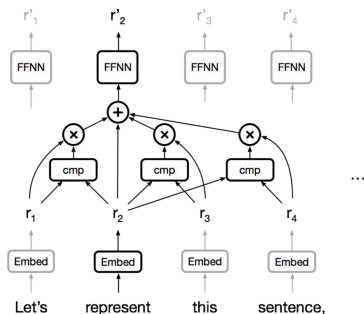 r'1 r'2 r'3 r'4
FFNN FFNN FFNN FFNN
+
× × ×
cmp cmp cmp
...
r1 r2 r3 r4
Embed Embed Embed Embed
Let's represent this sentence,